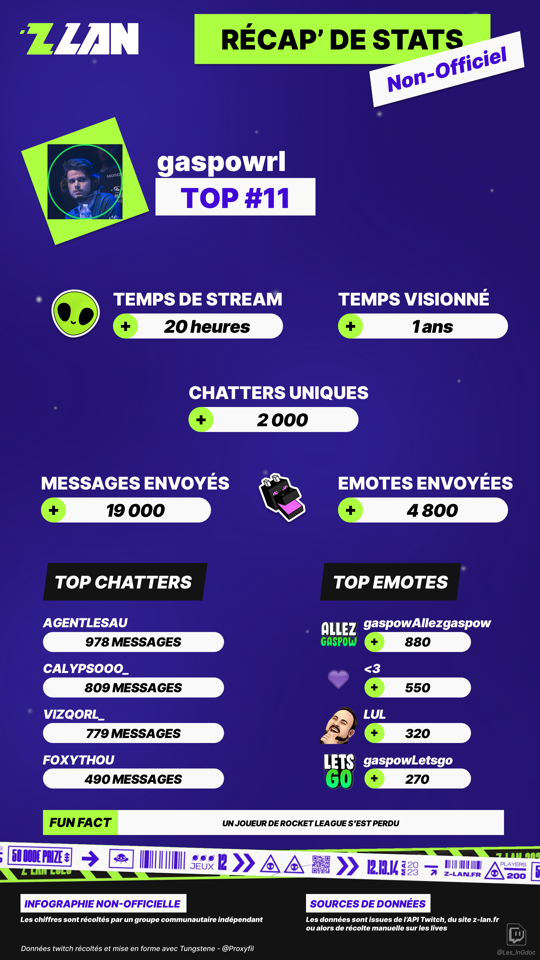 Z LAN
RÉCAP' DE STATS
Non-Officiel
gaspowrl
TOP #11
TEMPS DE STREAM
+ 20 heures
TEMPS VISIONNÉ
+ 1 ans
CHATTERS UNIQUES
+ 2 000
MESSAGES ENVOYÉS
+ 19 000
EMOTES ENVOYÉES
+ 4 800
TOP CHATTERS
AGENTLESAU
978 MESSAGES
CALYPSOOO_
809 MESSAGES
VIZQORL_
779 MESSAGES
FOXYTHOU
490 MESSAGES
TOP EMOTES
ALLEZ
GASPOW
gaspowAllezgaspow
+ 880
<3
+ 550
LUL
+ 320
LETS
GO
gaspowLetsgo
+ 270
FUN FACT
UN JOUEUR DE ROCKET LEAGUE S'EST PERDU
50 000€ PRIZE
JEUX 12
12.13.14 MAI 2023
Z-LAN.FR
PLAYERS
200
INFOGRAPHIE NON-OFFICIELLE
Les chiffres sont récoltés par un groupe communautaire indépendant
SOURCES DE DONNÉES
Les données sont issues de l'API Twitch, du site z-lan.fr
ou alors de récolte manuelle sur les lives
Données twitch récoltés et mise en forme avec Tungstene - @Proxyfil
@Les_InGdoc